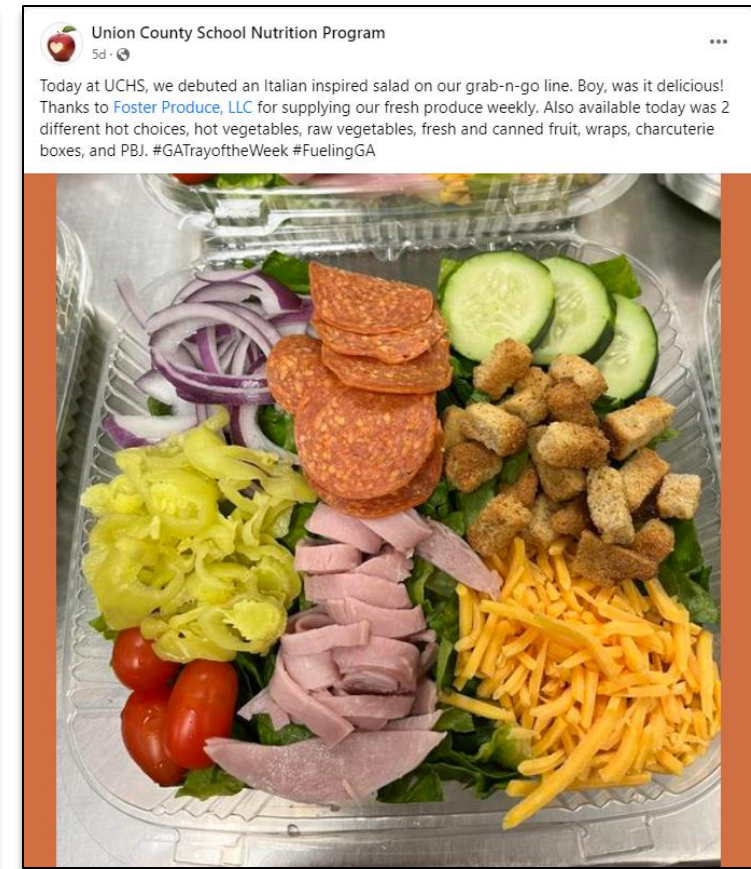 Union County School Nutrition Program
5d ·
Today at UCHS, we debuted an Italian inspired salad on our grab-n-go line. Boy, was it delicious!
Thanks to Foster Produce, LLC for supplying our fresh produce weekly. Also available today was 2
different hot choices, hot vegetables, raw vegetables, fresh and canned fruit, wraps, charcuterie
boxes, and PBJ. #GATrayoftheWeek #FuelingGA